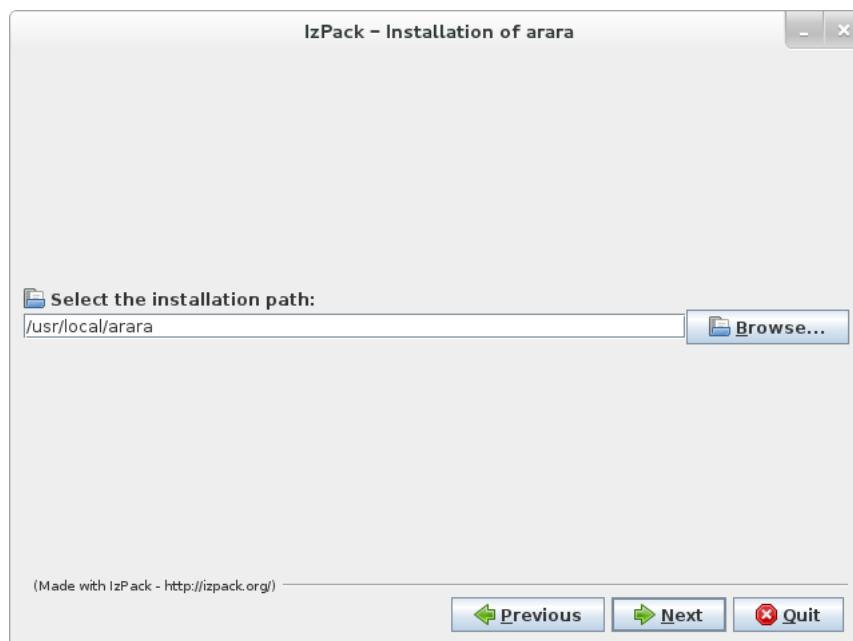 IzPack – Installation of arara
Select the installation path:
/usr/local/arara
Browse...
(Made with IzPack - http://izpack.org/)
Previous
Next
Quit